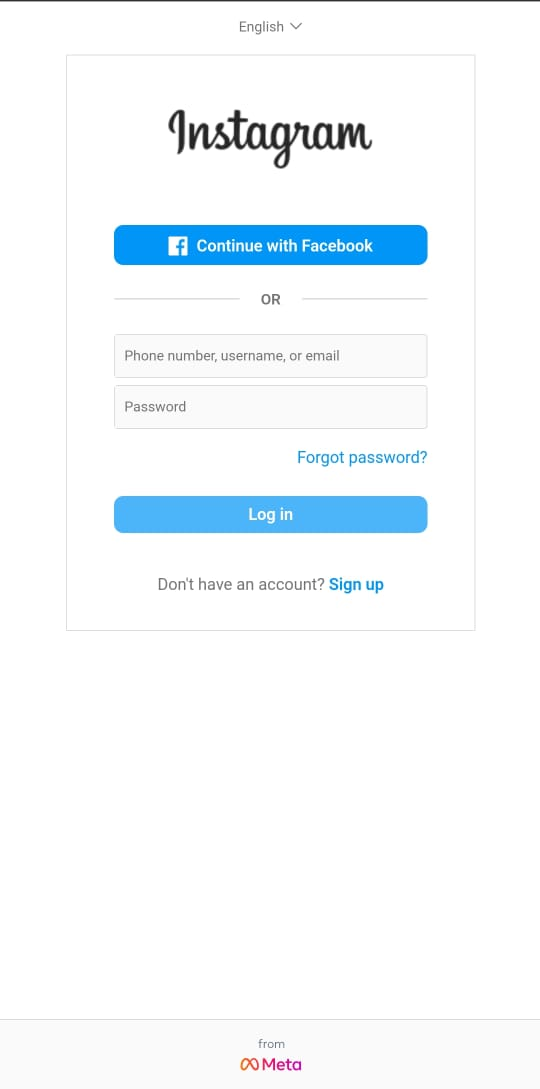 English
Instagram
Continue with Facebook
OR
Phone number, username, or email
Password
Forgot password?
Log in
Don't have an account? Sign up
from
Meta